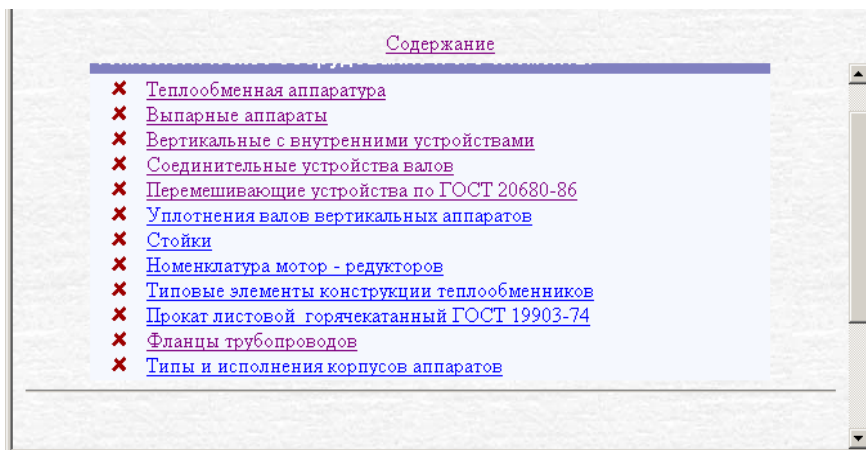 Содержание
Теплообменная аппаратура
Выпарные аппараты
Вертикальные с внутренними устройствами
Соединительные устройства валов
Перемешивающие устройства по ГОСТ 20680-86
Уплотнения валов вертикальных аппаратов
Стойки
Номенклатура мотор - редукторов
Типовые элементы конструкции теплообменников
Прокат листовой горячекатанный ГОСТ 19903-74
Фланцы трубопроводов
Типы и исполнения корпусов аппаратов